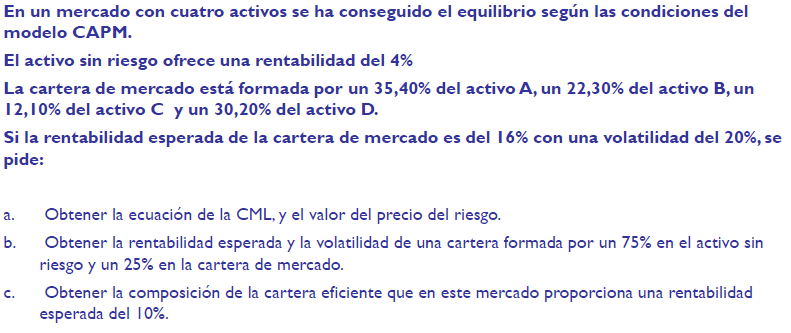 En un mercado con cuatro activos se ha conseguido el equilibrio según las condiciones del
modelo CAPM.
El activo sin riesgo ofrece una rentabilidad del 4%
La cartera de mercado está formada por un 35,40% del activo A, un 22,30% del activo B, un
12,10% del activo C y un 30,20% del activo D.
Si la rentabilidad esperada de la cartera de mercado es del 16% con una volatilidad del 20%, se
pide:
a. Obtener la ecuación de la CML, y el valor del precio del riesgo.
b. Obtener la rentabilidad esperada y la volatilidad de una cartera formada por un 75% en el activo sin
riesgo y un 25% en la cartera de mercado.
c. Obtener la composición de la cartera eficiente que en este mercado proporciona una rentabilidad
esperada del 10%.